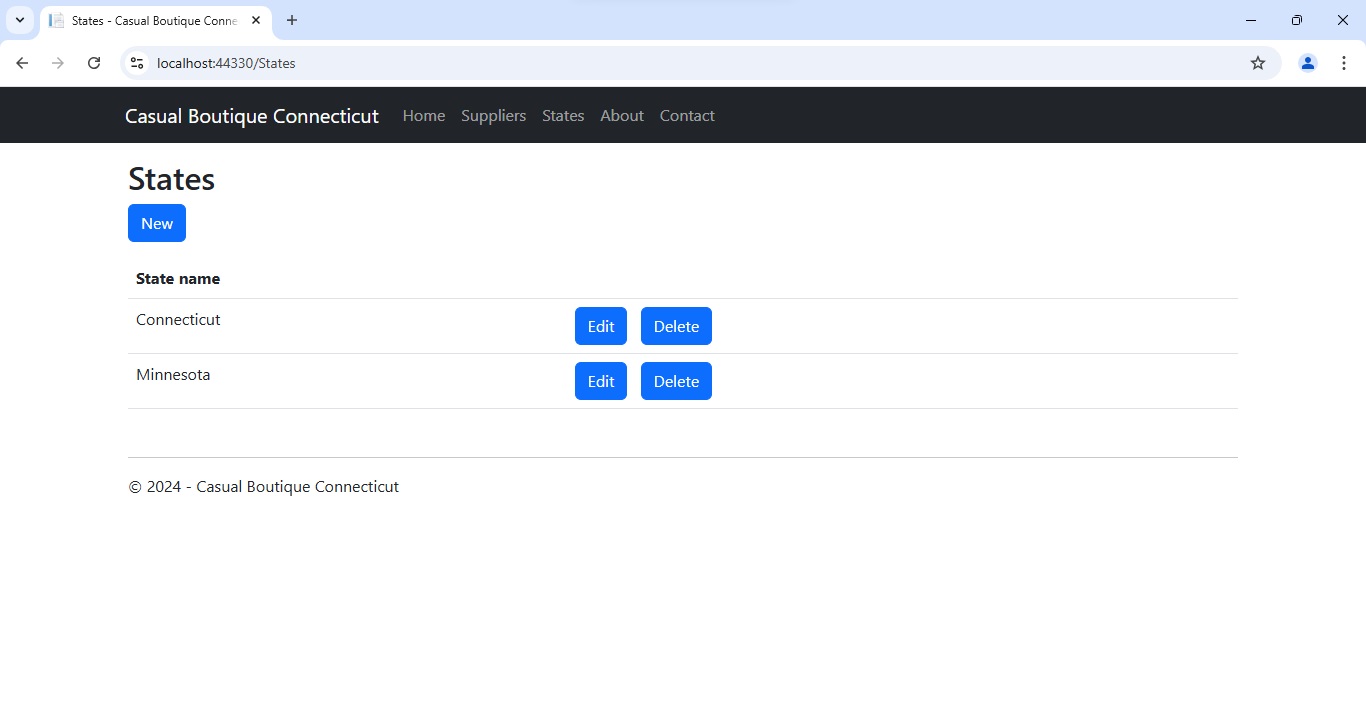 States - Casual Boutique Conne
localhost:44330/States
Casual Boutique Connecticut Home Suppliers States About Contact
States
New
State name
Connecticut Edit Delete
Minnesota Edit Delete
© 2024 - Casual Boutique Connecticut